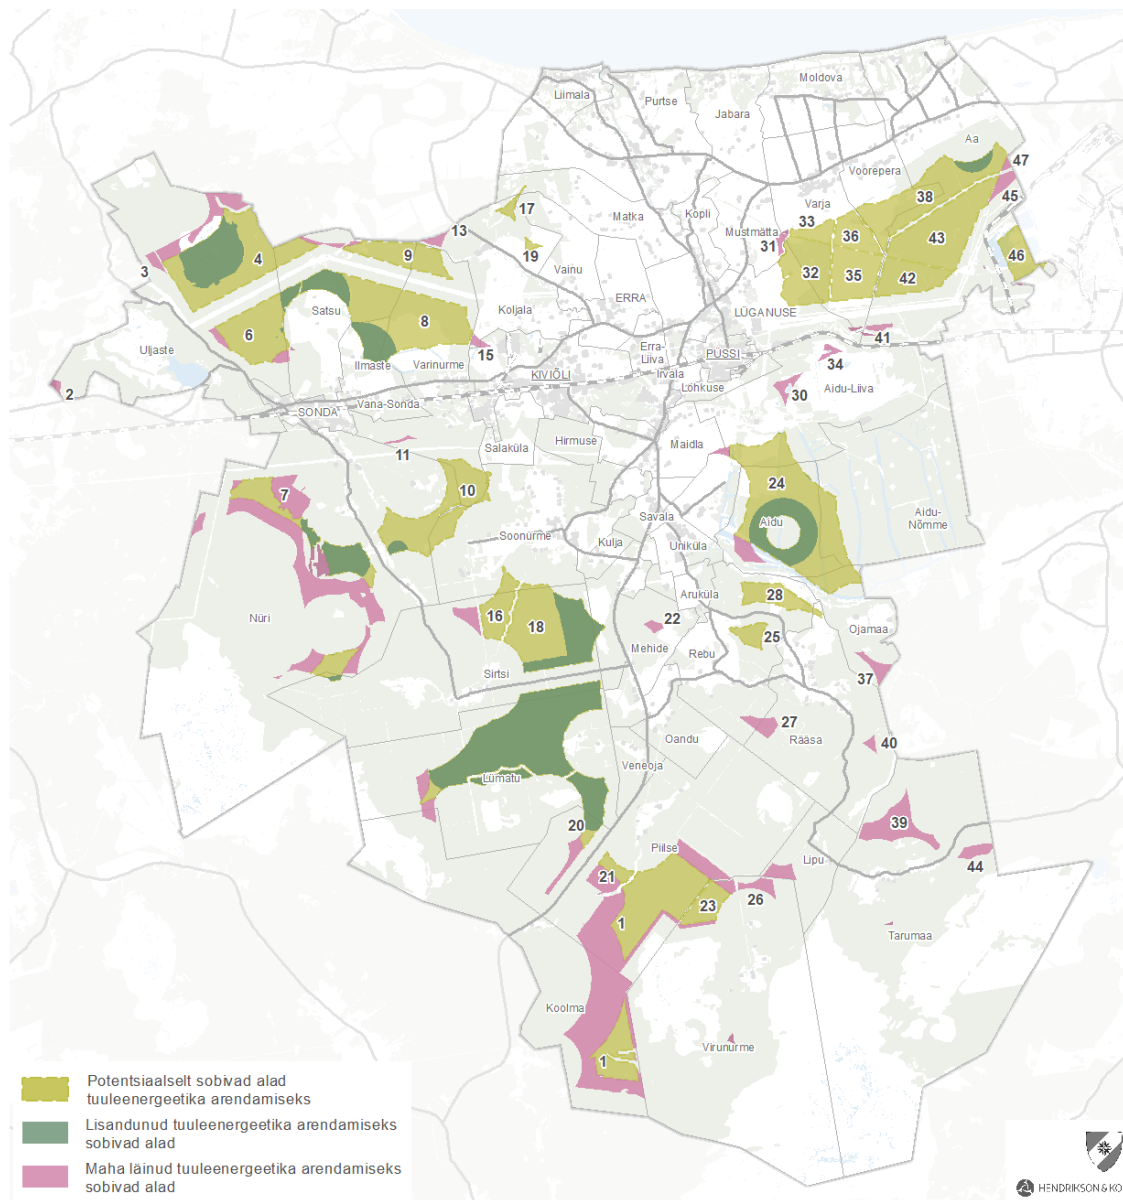 Moldova
Liimala
Purtse
Jabara
Aa
47
Voorepera
38
45
17
Kopli
Varja
Matka
33
Mustmätta
36
13
31
43
3
4
9
19
46
Vainu
32
35
42
ERRA
Satsu
Koljala
LÜGANUSE
6
8
41
Uljaste
15
Erra-
Liiva
PÜSSI
34
Ilmaste
Varinurme
Irvala
KIVIÕLI
Lohkuse
Aidu-Liiva
2
30
Vana-Sonda
SONDA
Hirmuse
Maidla
Salaküla
11
24
7
10
Aidu-
Nõmme
Savala
Aidu
Soonurme
Kulja
Uniküla
Aruküla
28
16
Nüri
22
18
25
Ojamaa
Mehide
Rebu
Sirtsi
37
27
Oandu
Rääsa
40
Veneoja
Lümatu
39
20
Piilse
Lipu
44
21
26
23
1
Tarumaa
Koolma
Virunurme
1
Potentsiaalselt sobivad alad
tuuleenergeetika arendamiseks
Lisandunud tuuleenergeetika arendamiseks
sobivad alad
Maha läinud tuuleenergeetika arendamiseks
sobivad alad
HENDRIKSON & KO